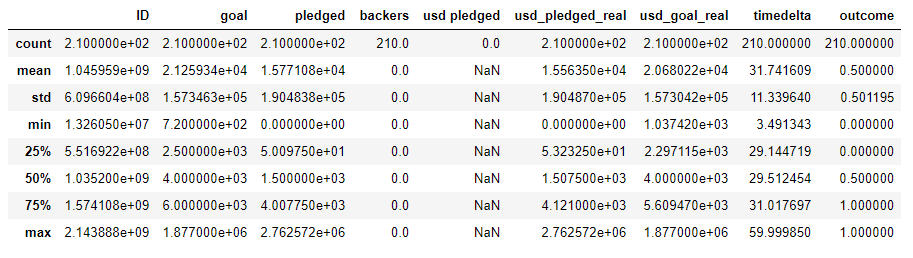 ID goal pledged backers usd pledged usd_pledged_real usd_goal_real timedelta outcome
count 2.100000e+02 2.100000e+02 2.100000e+02 210.0 0.0 2.100000e+02 2.100000e+02 210.000000 210.000000
mean 1.045959e+09 2.125934e+04 1.577108e+04 0.0 NaN 1.556350e+04 2.068022e+04 31.741609 0.500000
std 6.096604e+08 1.573463e+05 1.904838e+05 0.0 NaN 1.904870e+05 1.573042e+05 11.339640 0.501195
min 1.326050e+07 7.200000e+02 0.000000e+00 0.0 NaN 0.000000e+00 1.037420e+03 3.491343 0.000000
25% 5.516922e+08 2.500000e+03 5.009750e+01 0.0 NaN 5.323250e+01 2.297115e+03 29.144719 0.000000
50% 1.035200e+09 4.000000e+03 1.500000e+03 0.0 NaN 1.507500e+03 4.000000e+03 29.512454 0.500000
75% 1.574108e+09 6.000000e+03 4.007750e+03 0.0 NaN 4.121000e+03 5.609470e+03 31.017697 1.000000
max 2.143888e+09 1.877000e+06 2.762572e+06 0.0 NaN 2.762572e+06 1.877000e+06 59.999850 1.000000